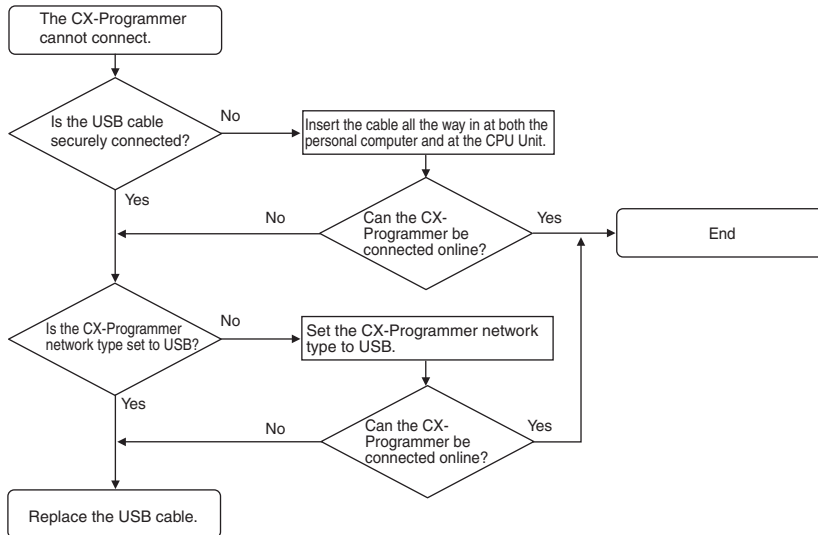 The CX-Programmer
cannot connect.
Is the USB cable
securely connected?
No
Insert the cable all the way in at both the
personal computer and at the CPU Unit.
Yes
No
Can the CX-
Programmer be
connected online?
Yes
End
Is the CX-Programmer
network type set to USB?
No
Set the CX-Programmer network
type to USB.
Yes
No
Can the CX-
Programmer be
connected online?
Yes
Replace the USB cable.